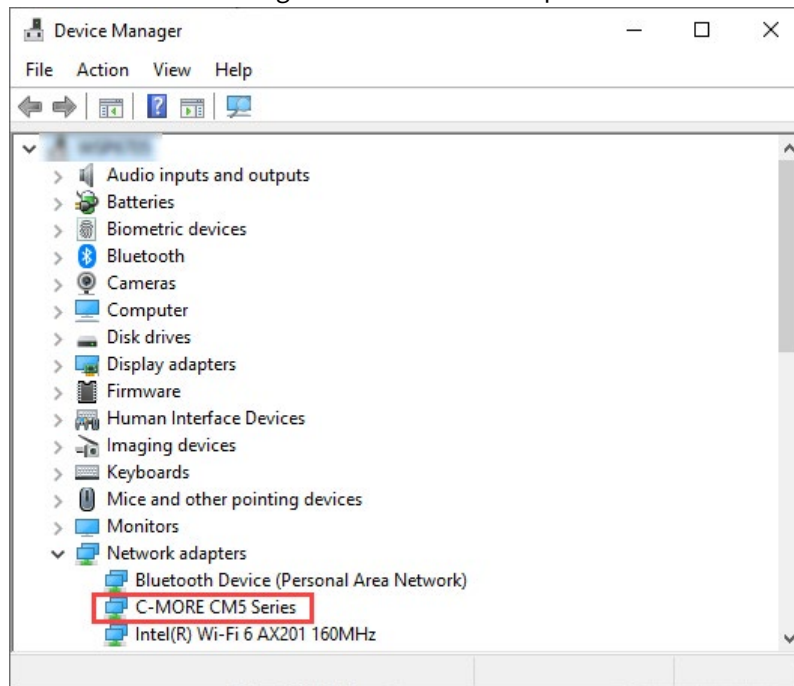 Device Manager
File Action View Help
Audio inputs and outputs
Batteries
Biometric devices
Bluetooth
Cameras
Computer
Disk drives
Display adapters
Firmware
Human Interface Devices
Imaging devices
Keyboards
Mice and other pointing devices
Monitors
Network adapters
Bluetooth Device (Personal Area Network)
C-MORE CM5 Series
Intel(R) Wi-Fi 6 AX201 160MHz